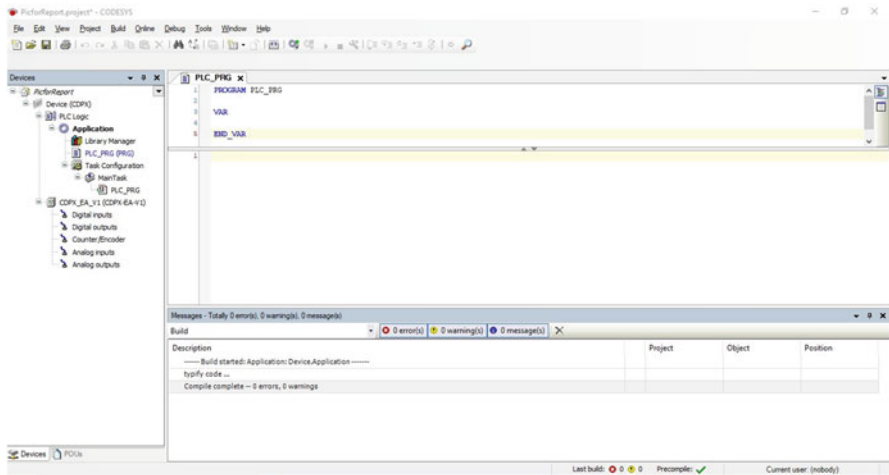 PicforReport.project* - CODESYS
File Edit View Project Build Online Debug Tools Window Help
Devices
PicforReport
Device (CDPX)
PLC Logic
Application
Library Manager
PLC_PRG (PRG)
Task Configuration
MainTask
PLC_PRG
CDPX_EA_V1 (CDPX-EA-V1)
Digital inputs
Digital outputs
Counter/Encoder
Analog inputs
Analog outputs
Devices POUs
PLC_PRG
1 PROGRAM PLC_PRG
2
3 VAR
4
5 END_VAR
1
Messages - Totally 0 error(s), 0 warning(s), 0 message(s)
Build 0 error(s) 0 warning(s) 0 message(s)
Description Project Object Position
------ Build started: Application: Device.Application -------
typify code ...
Compile complete -- 0 errors, 0 warnings
Last build: 0 0 Precompile: Current user: (nobody)